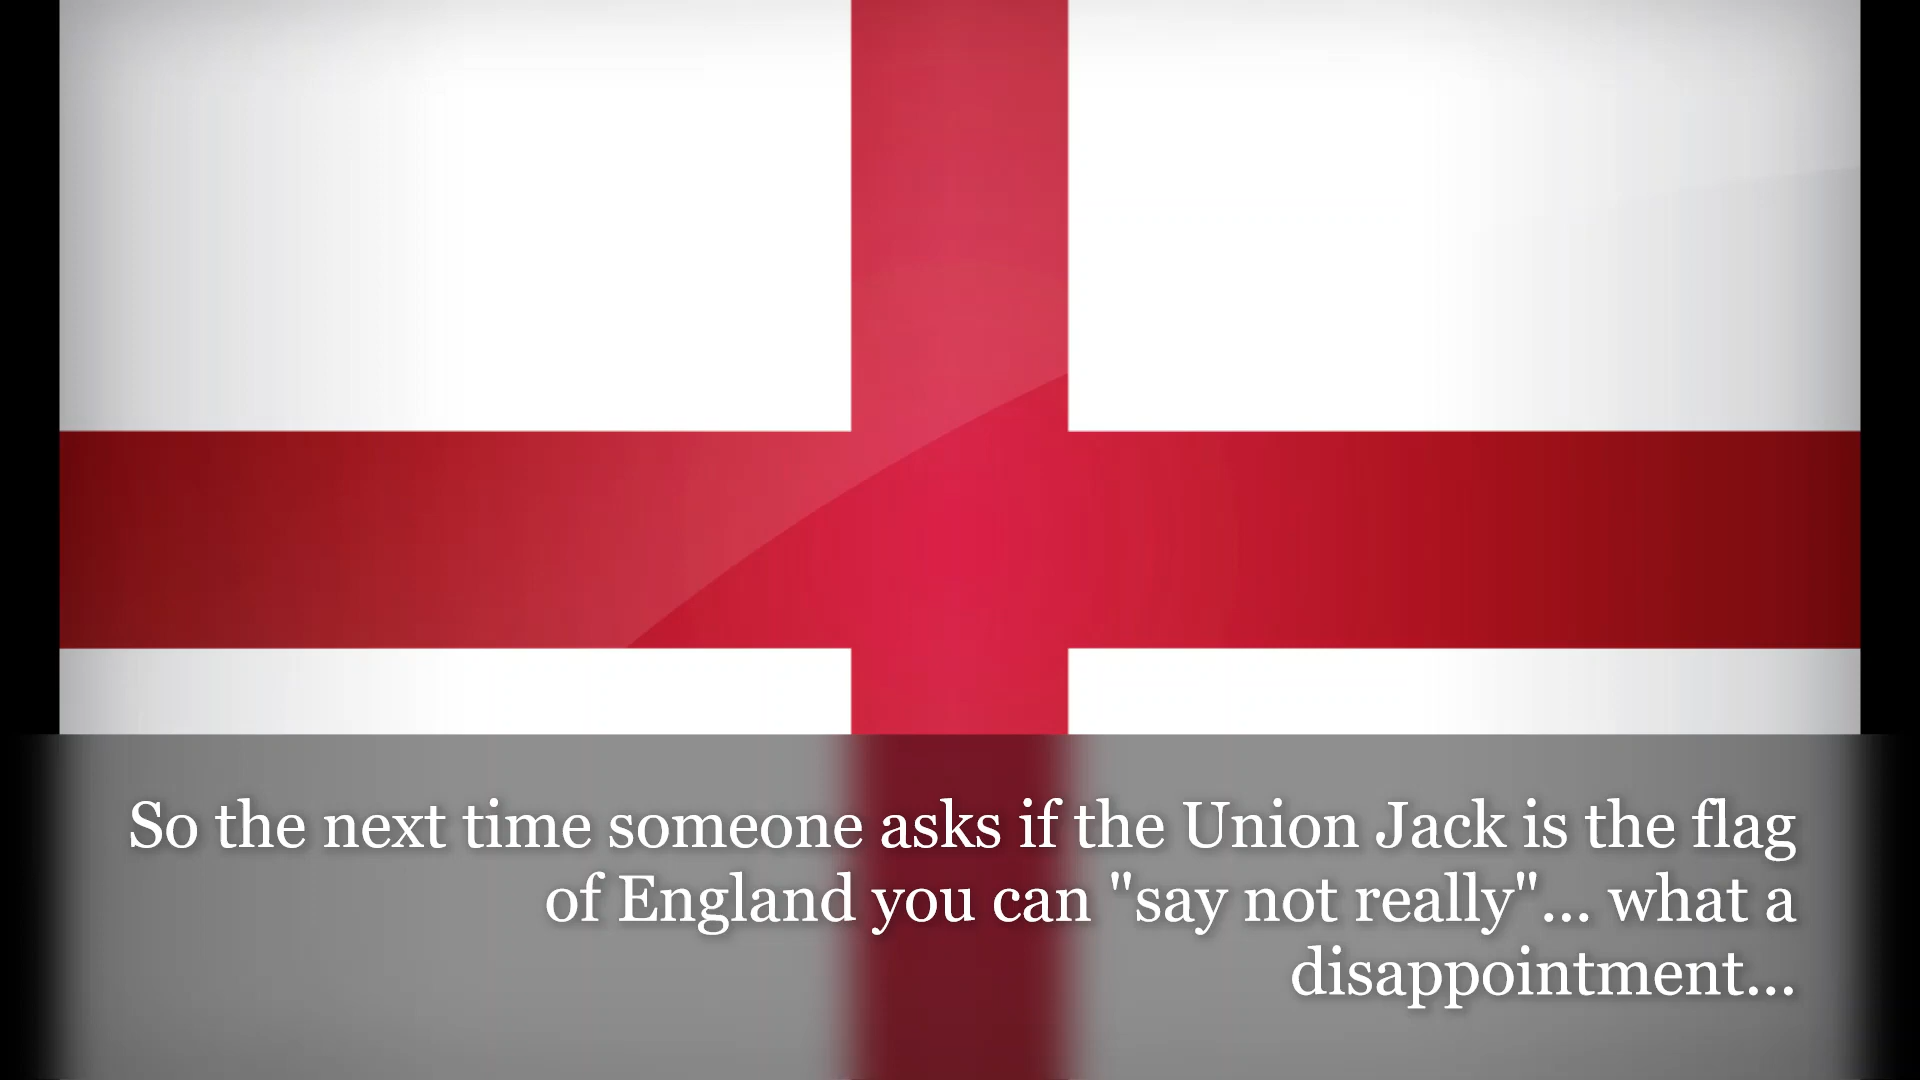 So the next time someone asks if the Union Jack is the flag
of England you can "say not really"... what a
disappointment...